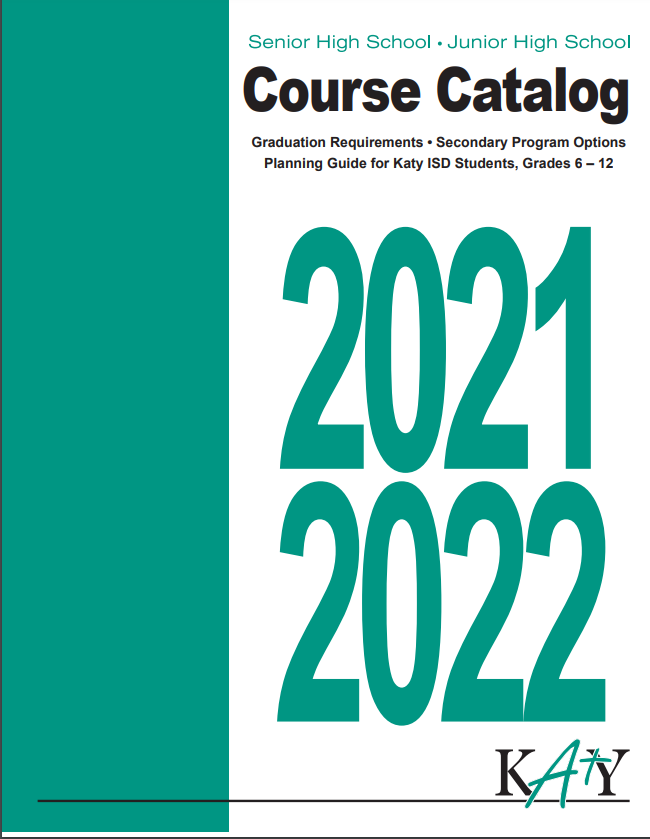 Senior High School • Junior High School
Course Catalog
Graduation Requirements • Secondary Program Options
Planning Guide for Katy ISD Students, Grades 6 – 12
2021
2022
KAtY